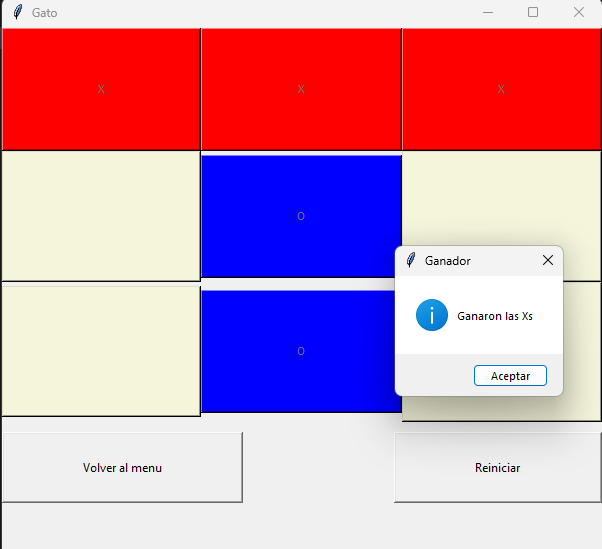 Gato
X X X
O
Ganador
Ganaron las Xs
O
Aceptar
Volver al menu Reiniciar